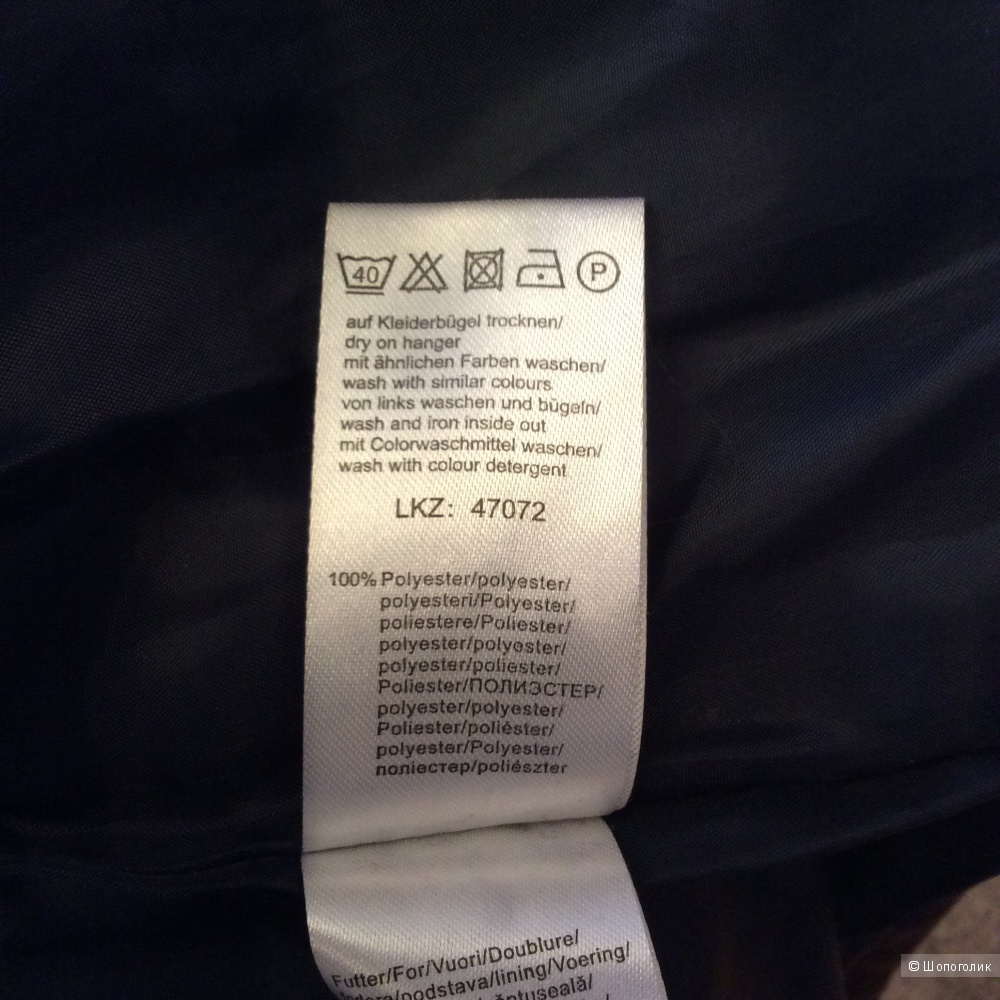 40 P
auf Kleiderbügel trocknen/
dry on hanger
mit ähnlichen Farben waschen/
wash with similar colours
von links waschen und bügeln/
wash and iron inside out
mit Colorwaschmittel waschen/
wash with colour detergent
LKZ: 47072
100% Polyester/polyester/
polyesteri/Polyester/
poliestere/Poliester/
polyester/polyester/
polyester/poliester/
Poliester/ПОЛИЭСТЕР/
polyester/polyester/
Poliester/poliéster/
polyester/Polyester/
поліестер/poliészter
Futter/For/Vuori/Doublure/
/podstava/lining/Voering/
© Шопоголик